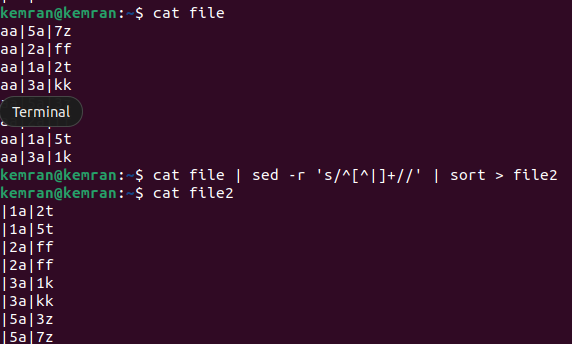 kemran@kemran:~$ cat file
aa|5a|7z
aa|2a|ff
aa|1a|2t
aa|3a|kk
Terminal
aa|1a|5t
aa|3a|1k
kemran@kemran:~$ cat file | sed -r 's/^[^|]+//' | sort > file2
kemran@kemran:~$ cat file2
|1a|2t
|1a|5t
|2a|ff
|2a|ff
|3a|1k
|3a|kk
|5a|3z
|5a|7z